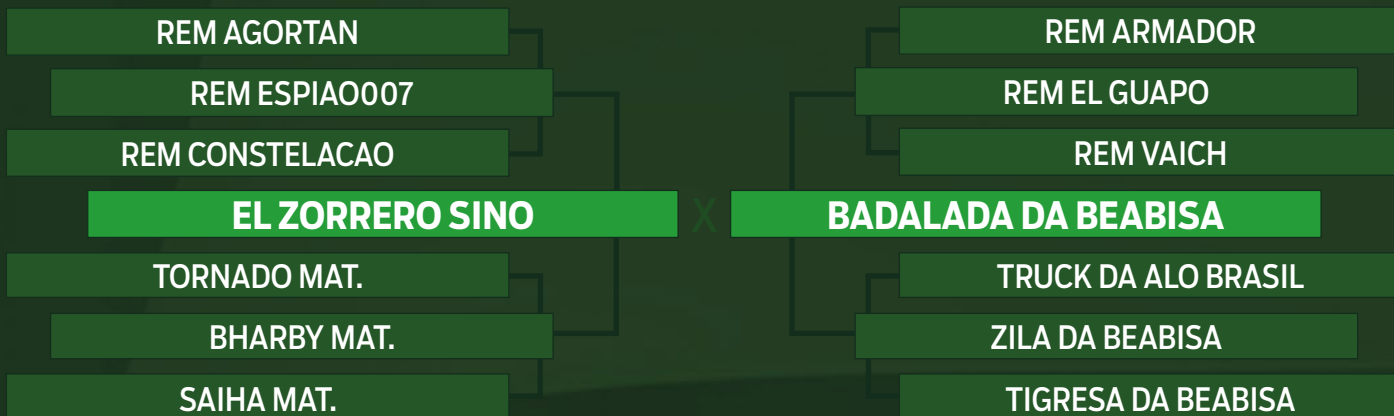 REM AGORTAN
REM ARMADOR
REM ESPIAO007
REM EL GUAPO
REM CONSTELACAO
REM VAICH
EL ZORRERO SINO X BADALADA DA BEABISA
TORNADO MAT.
TRUCK DA ALO BRASIL
BHARBY MAT.
ZILA DA BEABISA
SAIHA MAT.
TIGRESA DA BEABISA